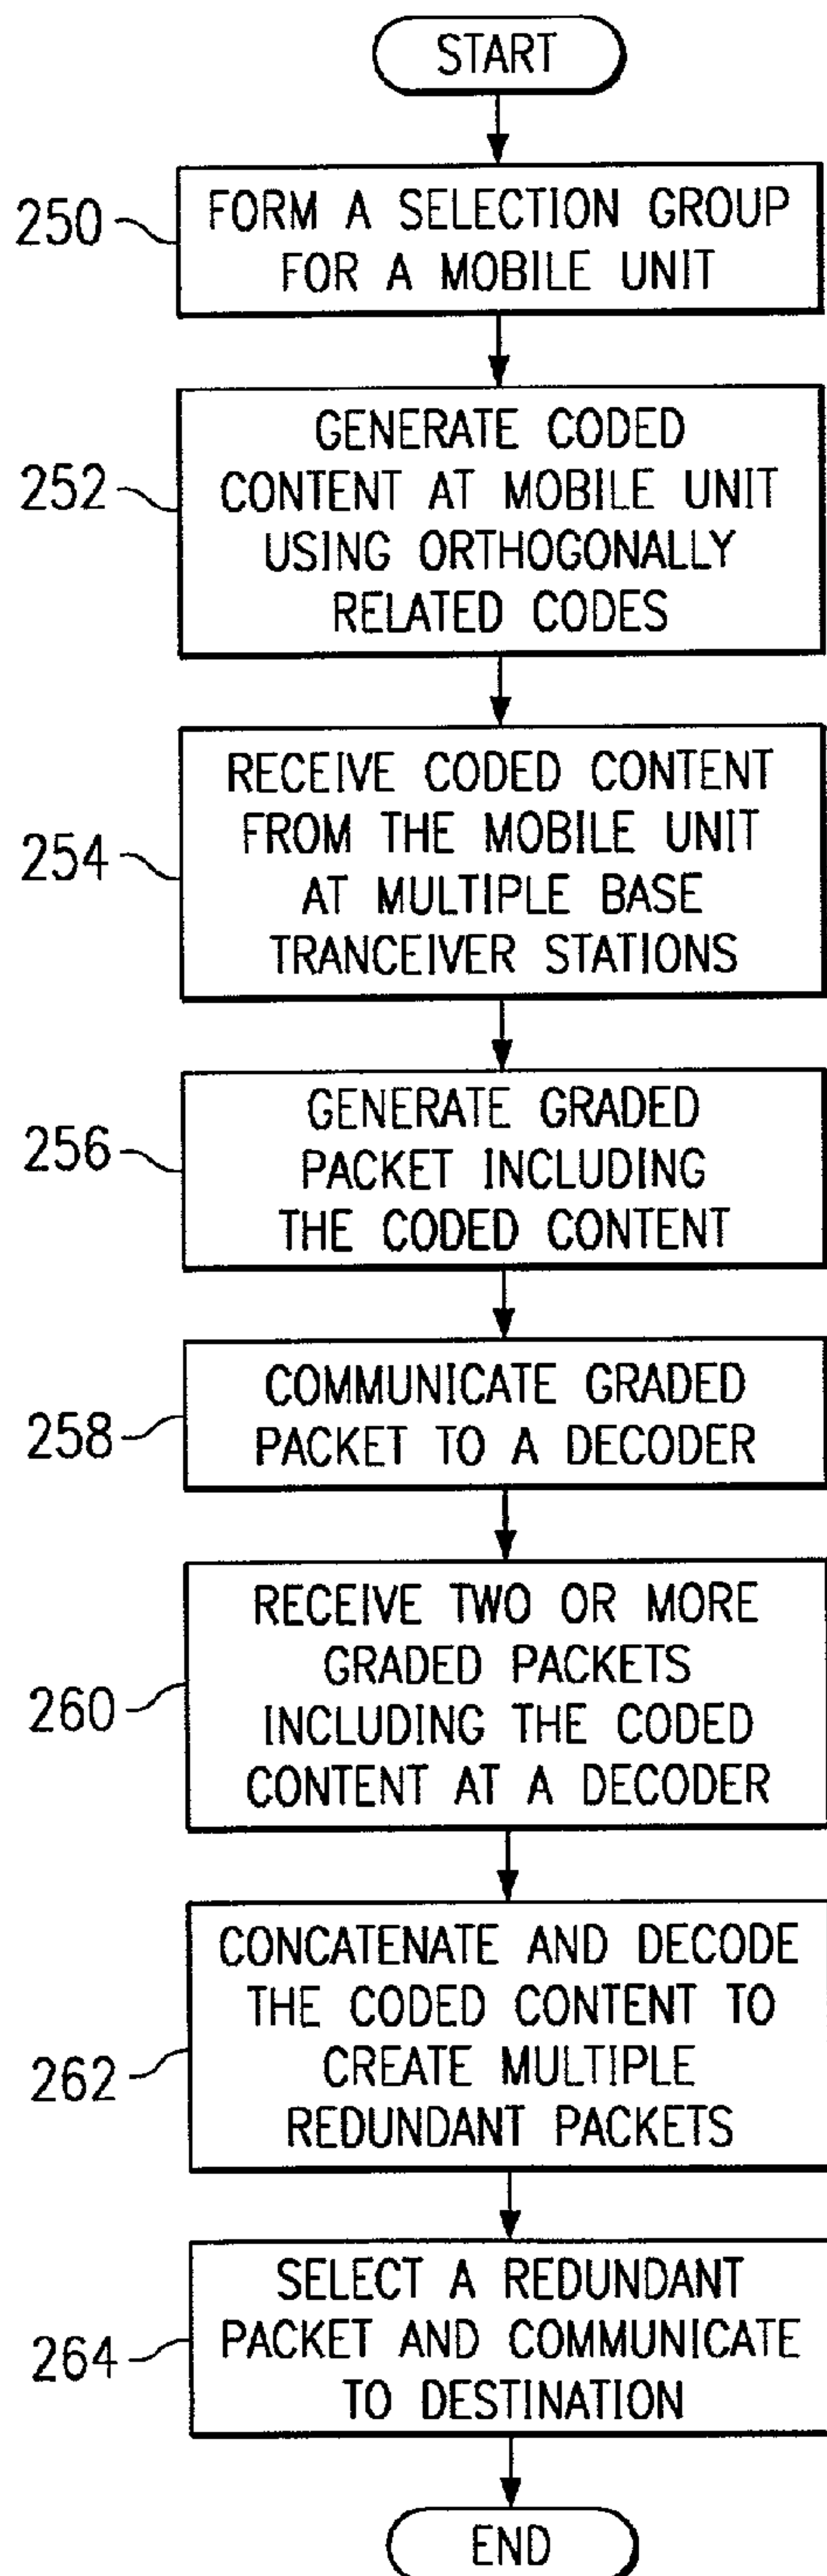 START
250
FORM A SELECTION GROUP
FOR A MOBILE UNIT
252
GENERATE CODED
CONTENT AT MOBILE UNIT
USING ORTHOGONALLY
RELATED CODES
254
RECEIVE CODED CONTENT
FROM THE MOBILE UNIT
AT MULTIPLE BASE
TRANCEIVER STATIONS
256
GENERATE GRADED
PACKET INCLUDING
THE CODED CONTENT
258
COMMUNICATE GRADED
PACKET TO A DECODER
260
RECEIVE TWO OR MORE
GRADED PACKETS
INCLUDING THE CODED
CONTENT AT A DECODER
262
CONCATENATE AND DECODE
THE CODED CONTENT TO
CREATE MULTIPLE
REDUNDANT PACKETS
264
SELECT A REDUNDANT
PACKET AND COMMUNICATE
TO DESTINATION
END